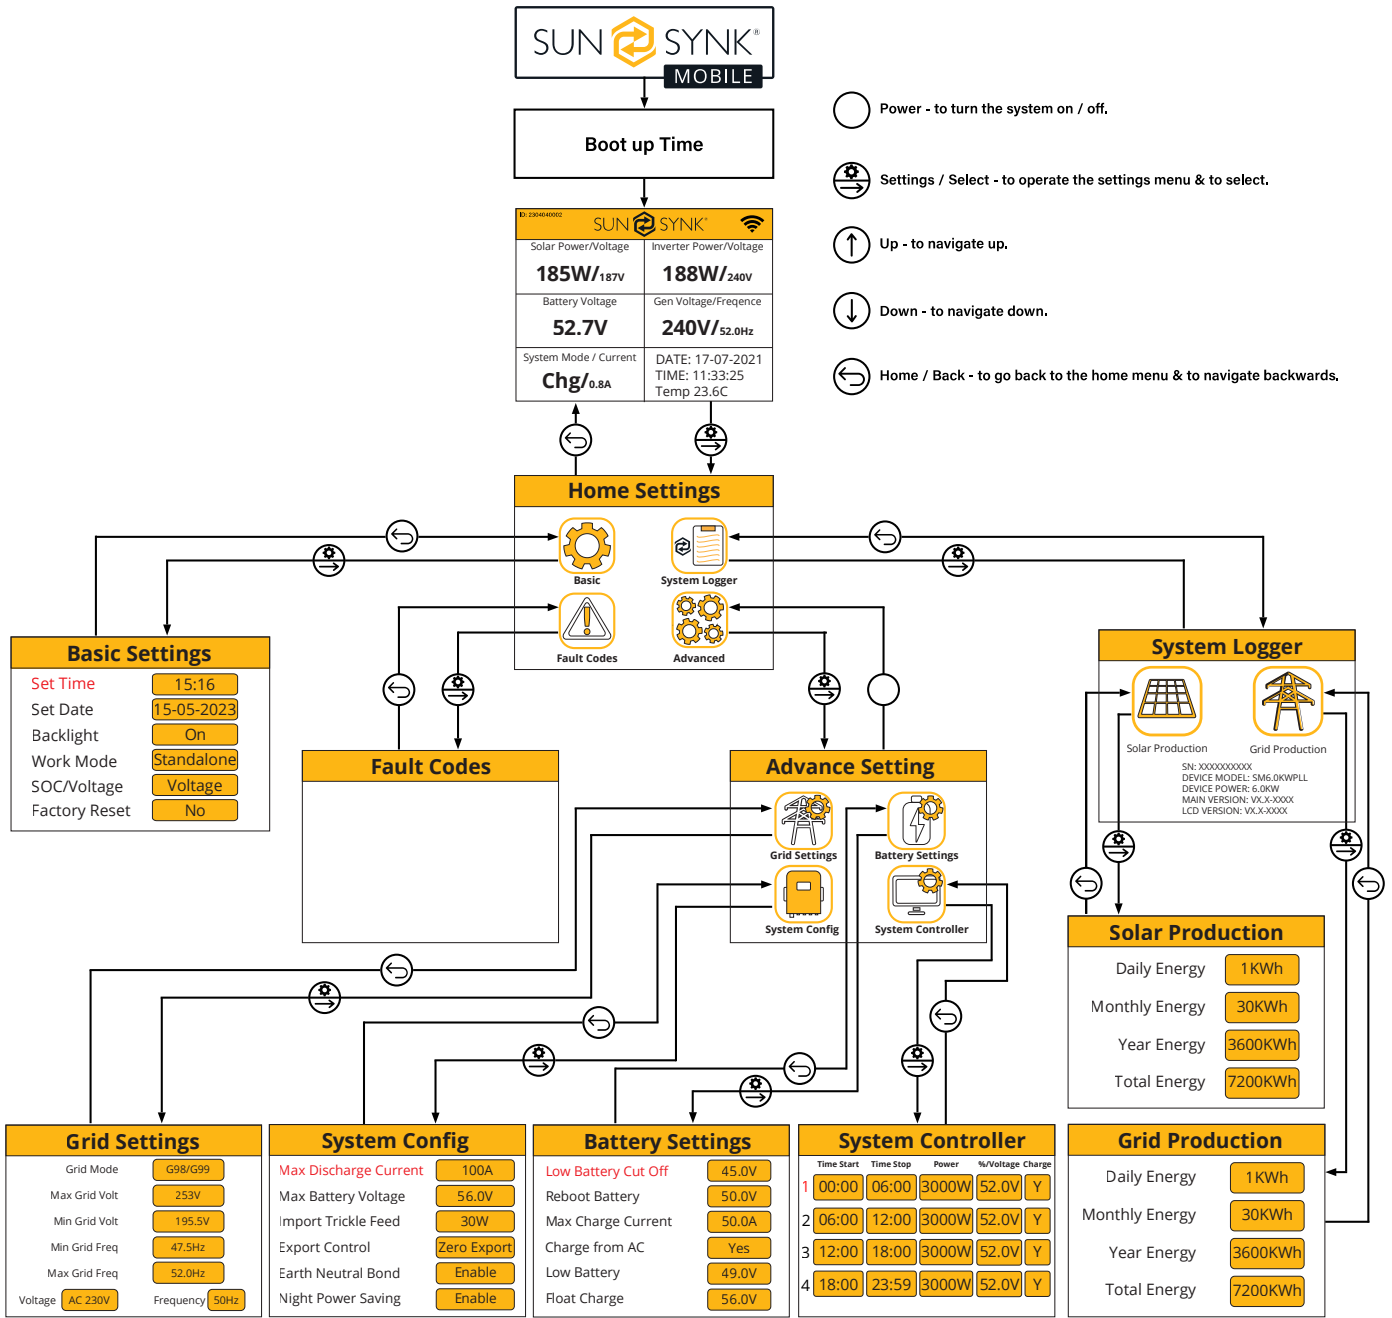 SUN SYNK®
MOBILE
Boot up Time
Power - to turn the system on / off.
Settings / Select - to operate the settings menu & to select.
Up - to navigate up.
Down - to navigate down.
Home / Back - to go back to the home menu & to navigate backwards.
ID: 2304040002
SUN SYNK®
Solar Power/Voltage
185W/187V
Inverter Power/Voltage
188W/240V
Battery Voltage
52.7V
Gen Voltage/Freqence
240V/52.0Hz
System Mode / Current
Chg/0.8A
DATE: 17-07-2021
TIME: 11:33:25
Temp 23.6C
Home Settings
Basic
System Logger
Fault Codes
Advanced
Basic Settings
Set Time 15:16
Set Date 15-05-2023
Backlight On
Work Mode Standalone
SOC/Voltage Voltage
Factory Reset No
Fault Codes
Advance Setting
Grid Settings
Battery Settings
System Config
System Controller
System Logger
Solar Production
Grid Production
SN: XXXXXXXXXX
DEVICE MODEL: SM6.0KWPLL
DEVICE POWER: 6.0KW
MAIN VERSION: VX.X-XXXX
LCD VERSION: VX.X-XXXX
Solar Production
Daily Energy 1KWh
Monthly Energy 30KWh
Year Energy 3600KWh
Total Energy 7200KWh
Grid Settings
Grid Mode G98/G99
Max Grid Volt 253V
Min Grid Volt 195.5V
Min Grid Freq 47.5Hz
Max Grid Freq 52.0Hz
Voltage AC 230V Frequency 50Hz
System Config
Max Discharge Current 100A
Max Battery Voltage 56.0V
Import Trickle Feed 30W
Export Control Zero Export
Earth Neutral Bond Enable
Night Power Saving Enable
Battery Settings
Low Battery Cut Off 45.0V
Reboot Battery 50.0V
Max Charge Current 50.0A
Charge from AC Yes
Low Battery 49.0V
Float Charge 56.0V
System Controller
Time Start Time Stop Power %/Voltage Charge
1 00:00 06:00 3000W 52.0V Y
2 06:00 12:00 3000W 52.0V Y
3 12:00 18:00 3000W 52.0V Y
4 18:00 23:59 3000W 52.0V Y
Grid Production
Daily Energy 1KWh
Monthly Energy 30KWh
Year Energy 3600KWh
Total Energy 7200KWh